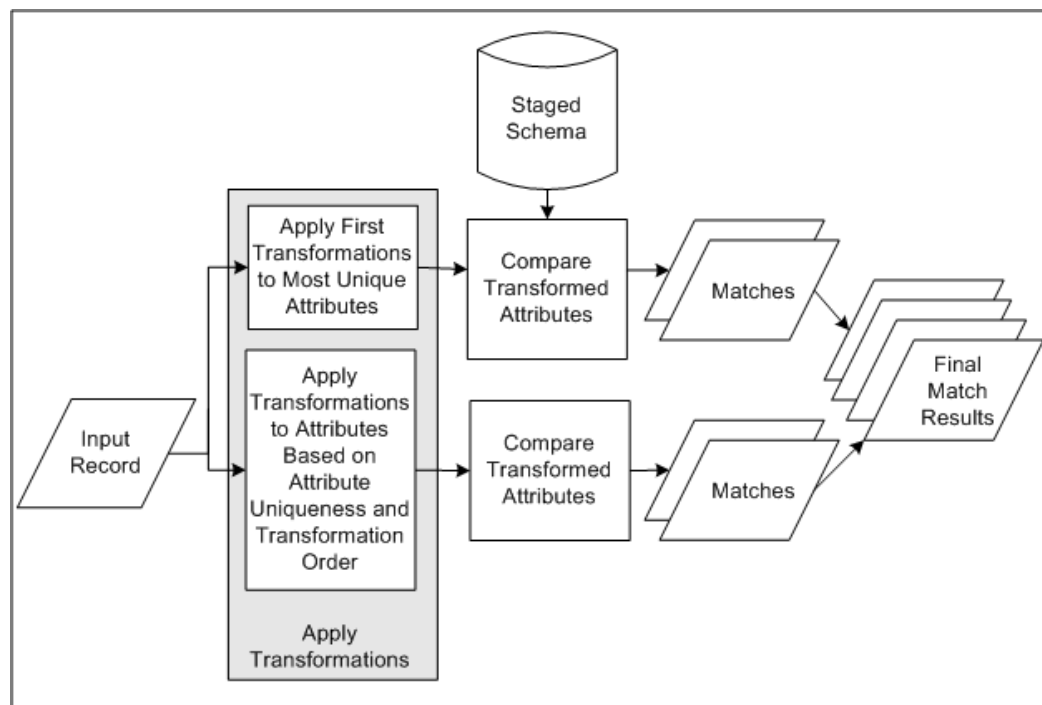 Staged
Schema
Apply First
Transformations
to Most Unique
Attributes
Compare
Transformed
Attributes
Matches
Final
Match
Results
Input
Record
Apply
Transformations
to Attributes
Based on
Attribute
Uniqueness and
Transformation
Order
Compare
Transformed
Attributes
Matches
Apply
Transformations